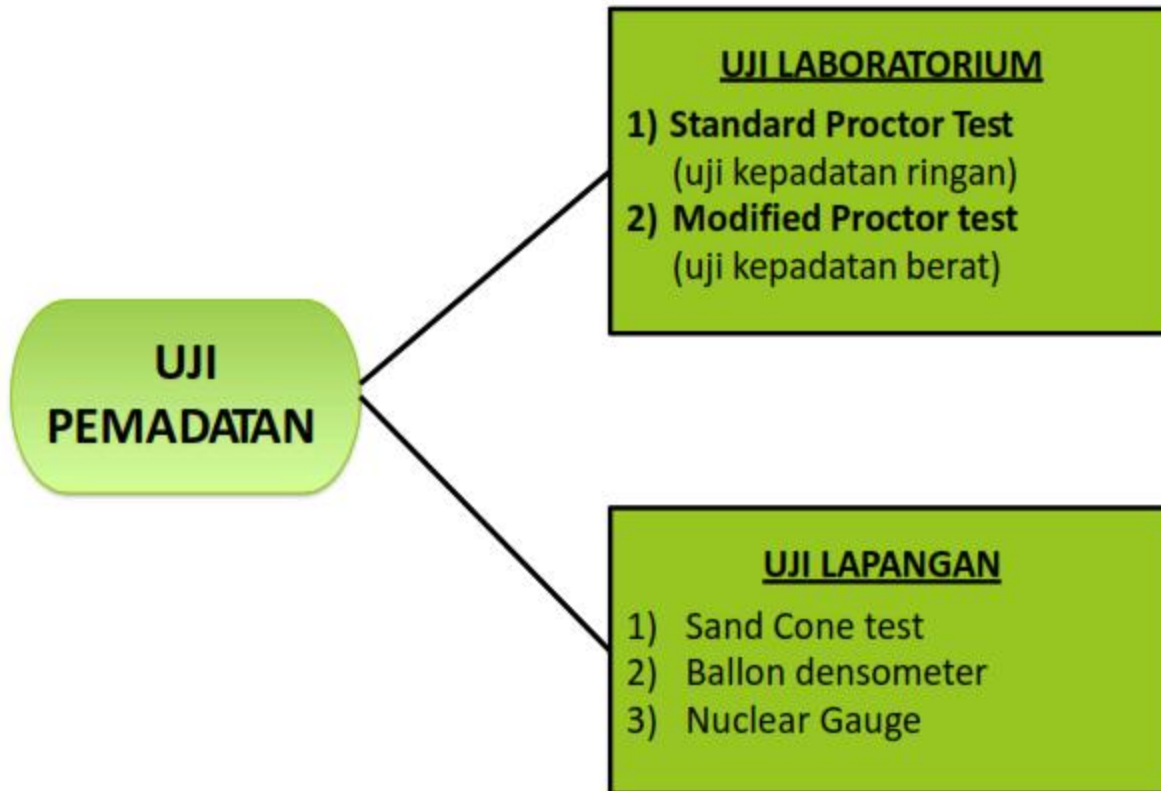 UJI
PEMADATAN
UJI LABORATORIUM
1) Standard Proctor Test
(uji kepadatan ringan)
2) Modified Proctor test
(uji kepadatan berat)
UJI LAPANGAN
1) Sand Cone test
2) Ballon densometer
3) Nuclear Gauge